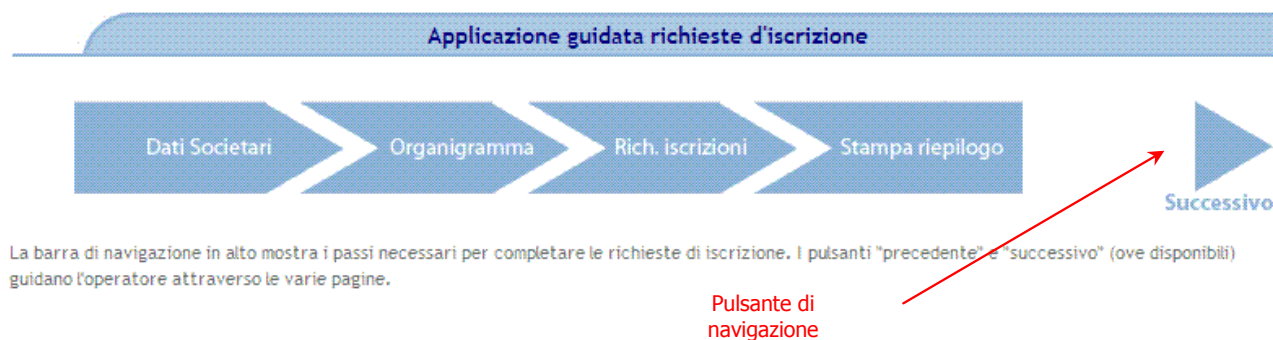 Applicazione guidata richieste d'iscrizione
Dati Societari
Organigramma
Rich. iscrizioni
Stampa riepilogo
Successivo
La barra di navigazione in alto mostra i passi necessari per completare le richieste di iscrizione. I pulsanti "precedente" e "successivo" (ove disponibili)
guidano l'operatore attraverso le varie pagine.
Pulsante di
navigazione